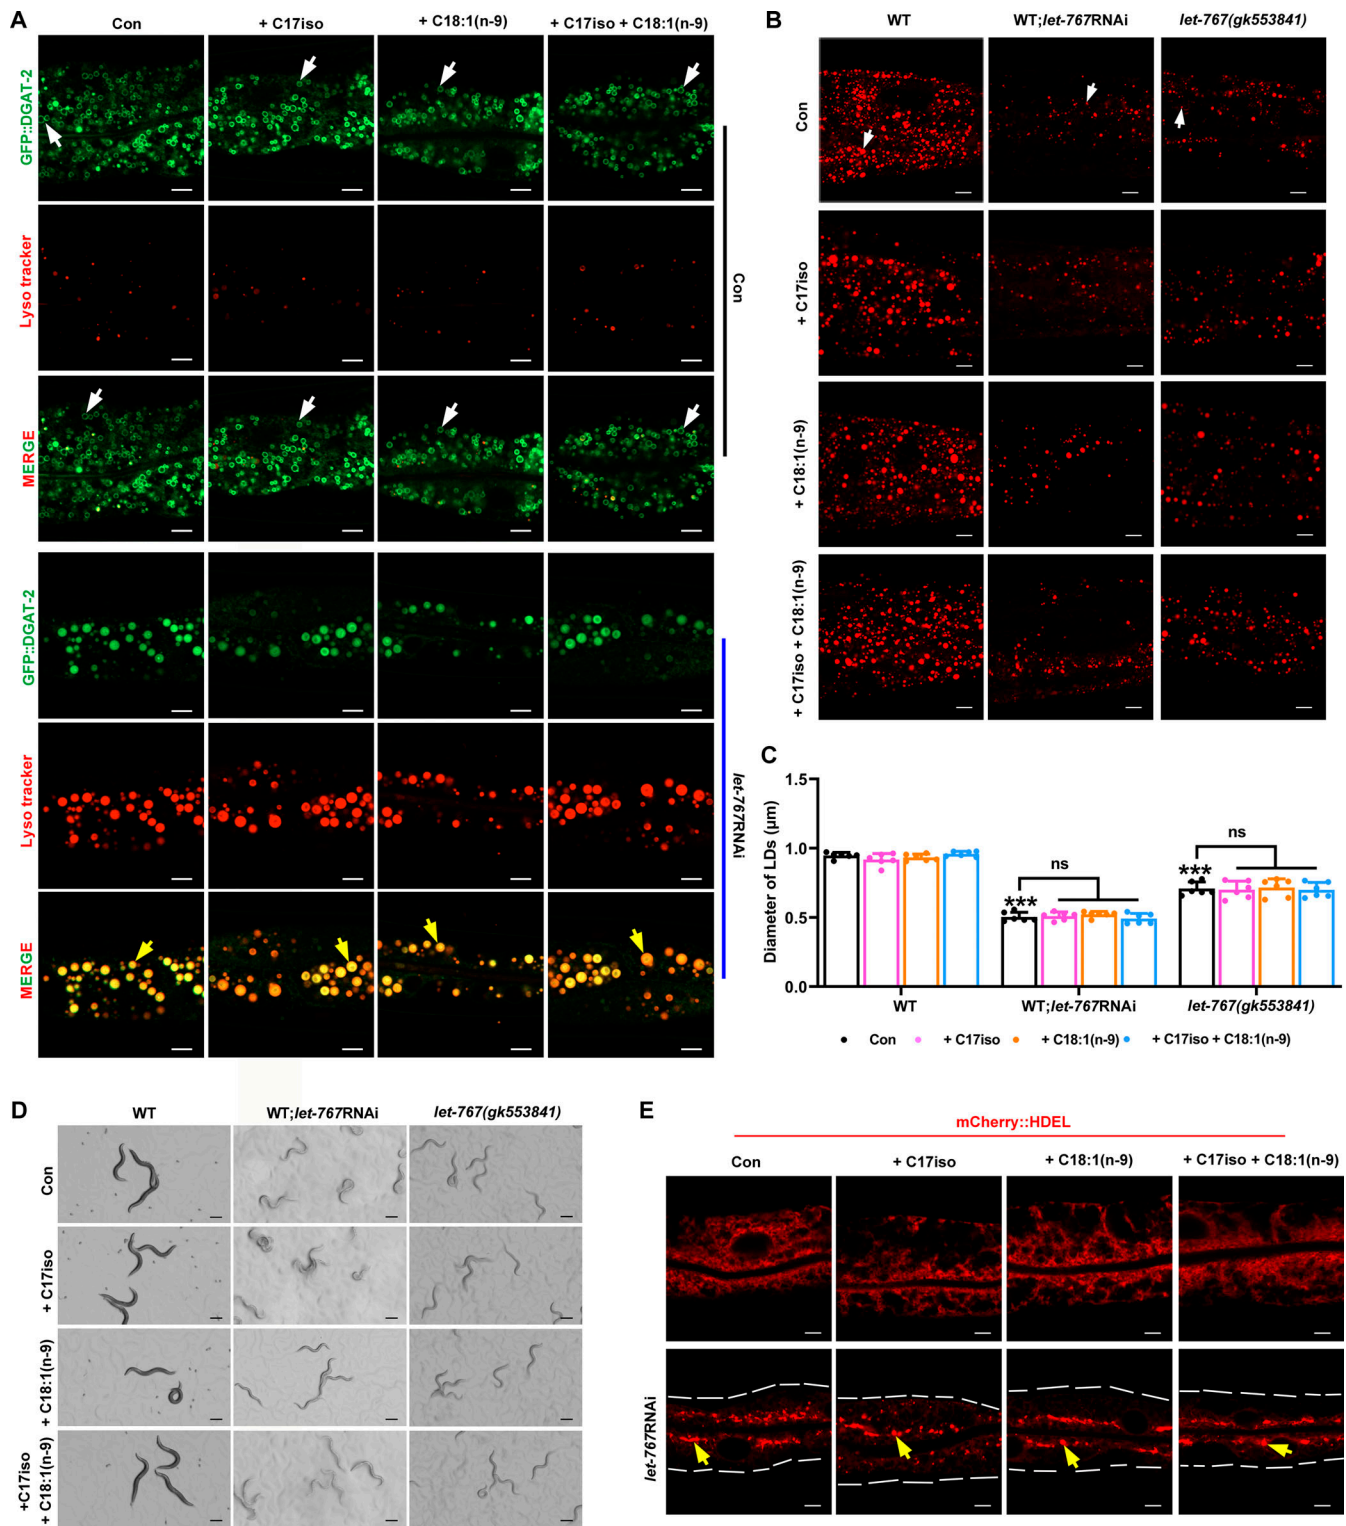 A
Con
+ C17iso
+ C18:1(n-9)
+ C17iso + C18:1(n-9)
GFP::DGAT-2
Lyso tracker
MERGE
Con
GFP::DGAT-2
Lyso tracker
MERGE
let-767RNAi
B
WT
WT;let-767RNAi
let-767(gk553841)
Con
+ C17iso
+ C18:1(n-9)
+ C17iso + C18:1(n-9)
C
Diameter of LDs (μm)
1.5
1.0
0.5
0.0
***
ns
***
ns
WT
WT;let-767RNAi
let-767(gk553841)
Con
+ C17iso
+ C18:1(n-9)
+ C17iso + C18:1(n-9)
D
WT
WT;let-767RNAi
let-767(gk553841)
Con
+ C17iso
+ C18:1(n-9)
+C17iso
+ C18:1(n-9)
E
mCherry::HDEL
Con
+ C17iso
+ C18:1(n-9)
+ C17iso + C18:1(n-9)
let-767RNAi